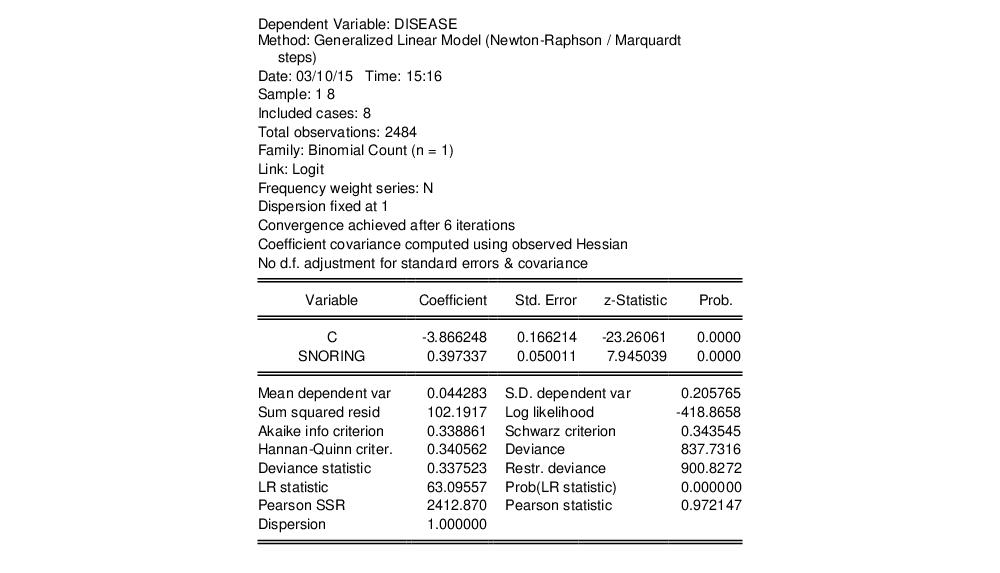 Dependent Variable: DISEASE
Method: Generalized Linear Model (Newton-Raphson / Marquardt
steps)
Date: 03/10/15 Time: 15:16
Sample: 1 8
Included cases: 8
Total observations: 2484
Family: Binomial Count (n = 1)
Link: Logit
Frequency weight series: N
Dispersion fixed at 1
Convergence achieved after 6 iterations
Coefficient covariance computed using observed Hessian
No d.f. adjustment for standard errors & covariance
Variable Coefficient Std. Error z-Statistic Prob.
C -3.866248 0.166214 -23.26061 0.0000
SNORING 0.397337 0.050011 7.945039 0.0000
Mean dependent var 0.044283 S.D. dependent var 0.205765
Sum squared resid 102.1917 Log likelihood -418.8658
Akaike info criterion 0.338861 Schwarz criterion 0.343545
Hannan-Quinn criter. 0.340562 Deviance 837.7316
Deviance statistic 0.337523 Restr. deviance 900.8272
LR statistic 63.09557 Prob(LR statistic) 0.000000
Pearson SSR 2412.870 Pearson statistic 0.972147
Dispersion 1.000000